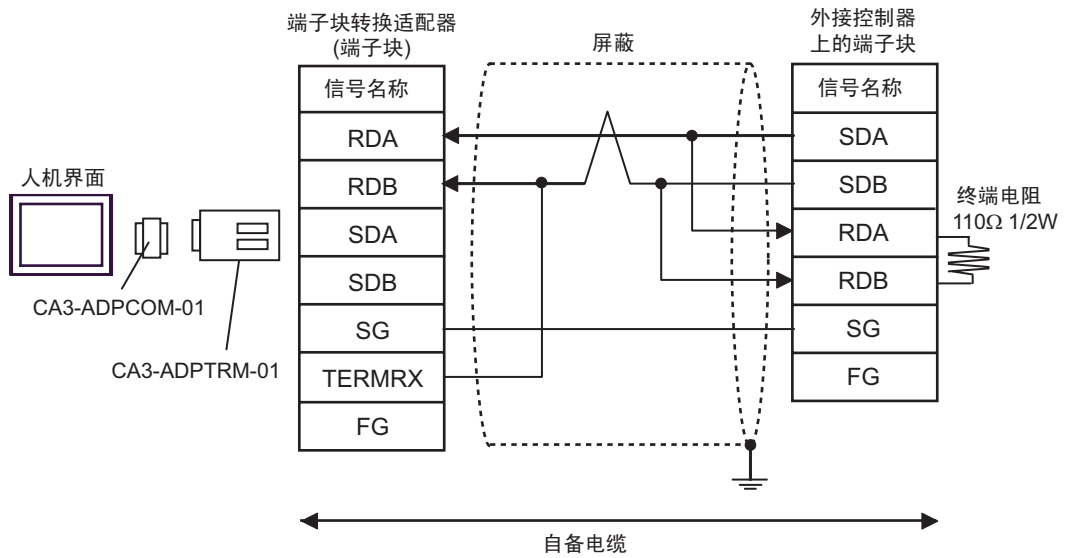 端子块转换适配器
(端子块)
屏蔽
外接控制器
上的端子块
信号名称
RDA
RDB
SDA
SDB
SG
TERMRX
FG
信号名称
SDA
SDB
RDA
RDB
SG
FG
人机界面
CA3-ADPCOM-01
CA3-ADPTRM-01
终端电阻
110Ω 1/2W
自备电缆